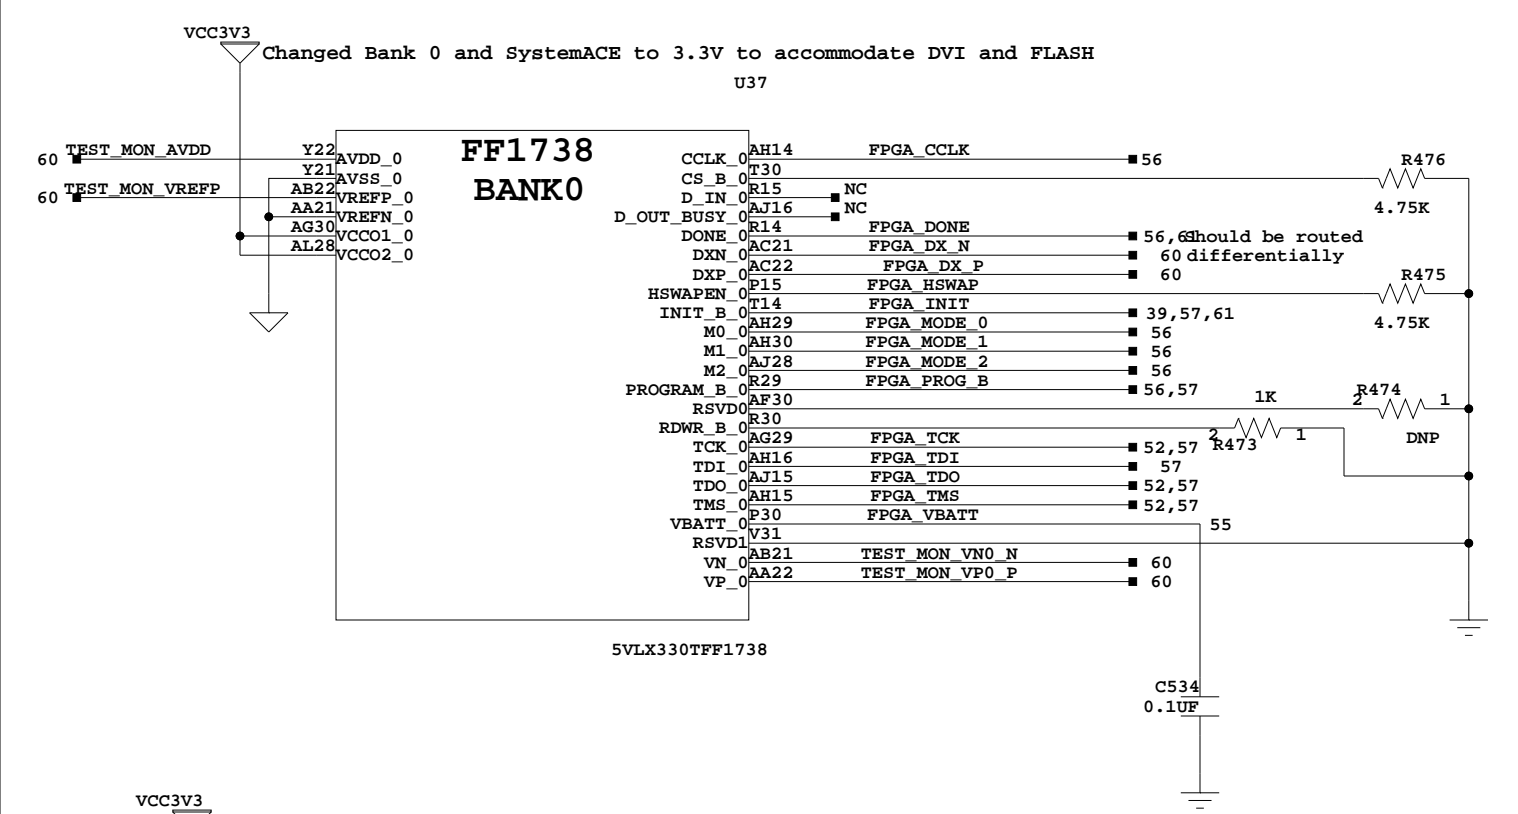 VCC3V3
Changed Bank 0 and SystemACE to 3.3V to accommodate DVI and FLASH
U37
FF1738
BANK0
60 TEST_MON_AVDD Y22 AVDD_0
Y21 AVSS_0
60 TEST_MON_VREFP AB22 VREFP_0
AA21 VREFN_0
AG30 VCCO1_0
AL28 VCCO2_0
CCLK_0 AH14 FPGA_CCLK 56
CS_B_0 T30 R476 4.75K
D_IN_0 R15 NC
D_OUT_BUSY_0 AJ16 NC
DONE_0 R14 FPGA_DONE 56,61
Should be routed
differentially
DXN_0 AC21 FPGA_DX_N 60
DXP_0 AC22 FPGA_DX_P 60
HSWAPEN_0 P15 FPGA_HSWAP R475 4.75K
INIT_B_0 T14 FPGA_INIT 39,57,61
M0_0 AH29 FPGA_MODE_0 56
M1_0 AH30 FPGA_MODE_1 56
M2_0 AJ28 FPGA_MODE_2 56
PROGRAM_B_0 R29 FPGA_PROG_B 56,57
RSVD0 AF30 2 R474 1 DNP
RDWR_B_0 R30 1K 2 R473 1
TCK_0 AG29 FPGA_TCK 52,57
TDI_0 AH16 FPGA_TDI 57
TDO_0 AJ15 FPGA_TDO 52,57
TMS_0 AH15 FPGA_TMS 52,57
VBATT_0 P30 FPGA_VBATT 55
RSVD1 V31
VN_0 AB21 TEST_MON_VN0_N 60
VP_0 AA22 TEST_MON_VP0_P 60
5VLX330TFF1738
C534
0.1UF
VCC3V3